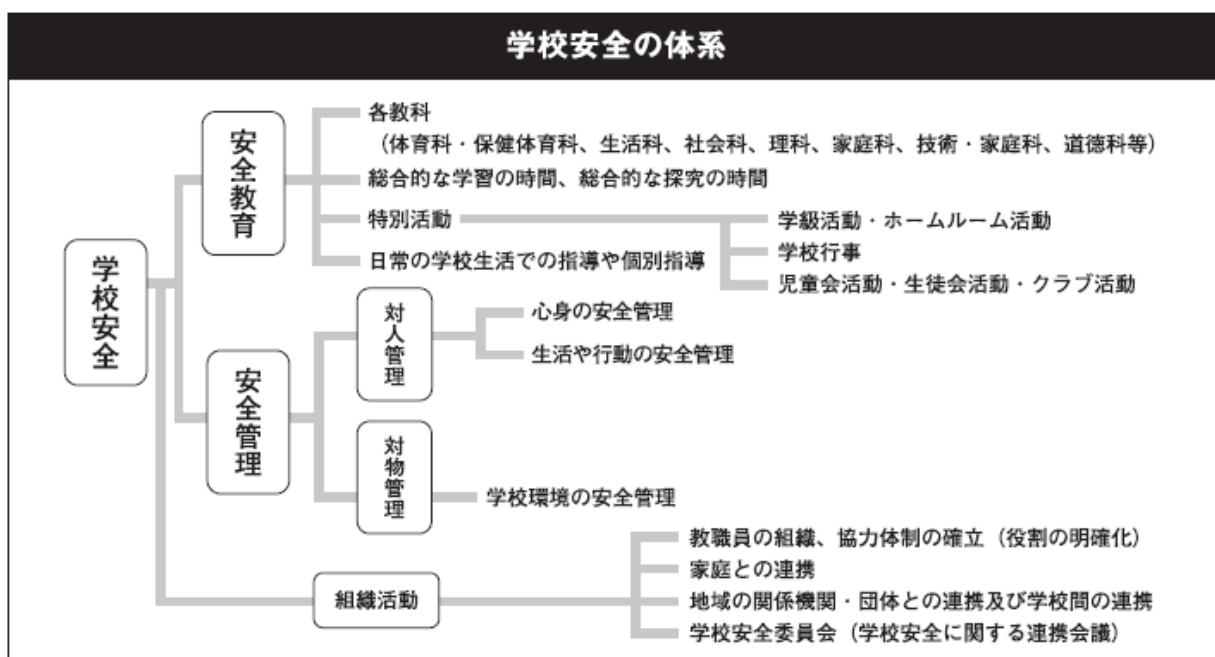 学校安全の体系
学校安全
安全教育
各教科
（体育科・保健体育科、生活科、社会科、理科、家庭科、技術・家庭科、道徳科等）
総合的な学習の時間、総合的な探究の時間
特別活動
学級活動・ホームルーム活動
学校行事
児童会活動・生徒会活動・クラブ活動
日常の学校生活での指導や個別指導
安全管理
対人管理
心身の安全管理
生活や行動の安全管理
対物管理
学校環境の安全管理
組織活動
教職員の組織、協力体制の確立（役割の明確化）
家庭との連携
地域の関係機関・団体との連携及び学校間の連携
学校安全委員会（学校安全に関する連携会議）